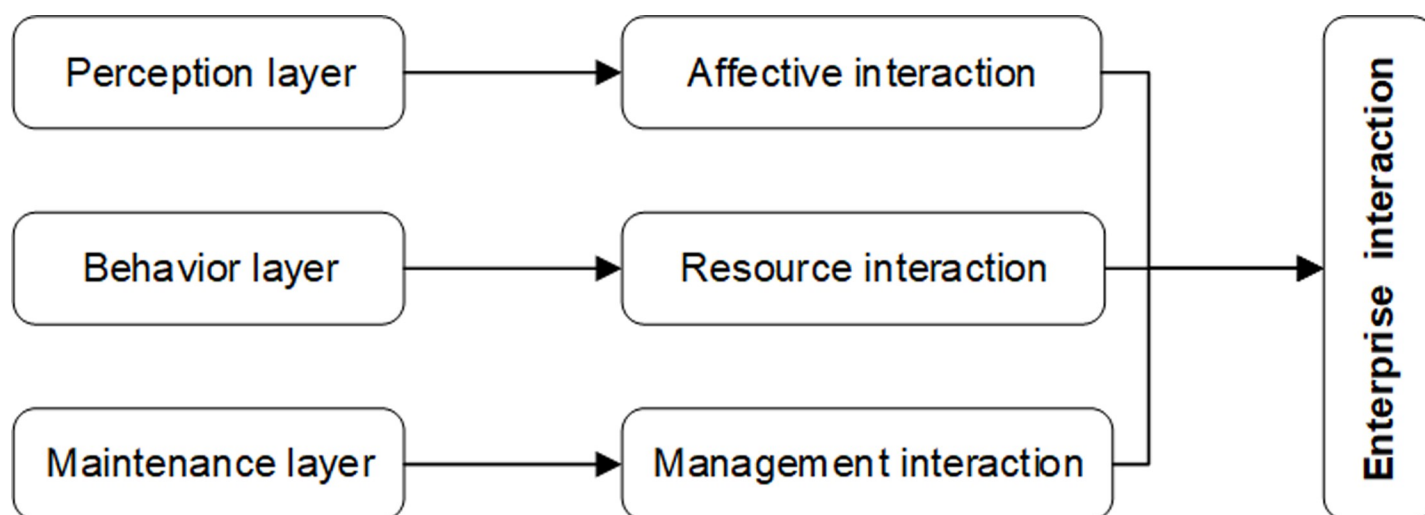 Perception layer
Affective interaction
Behavior layer
Resource interaction
Maintenance layer
Management interaction
Enterprise interaction